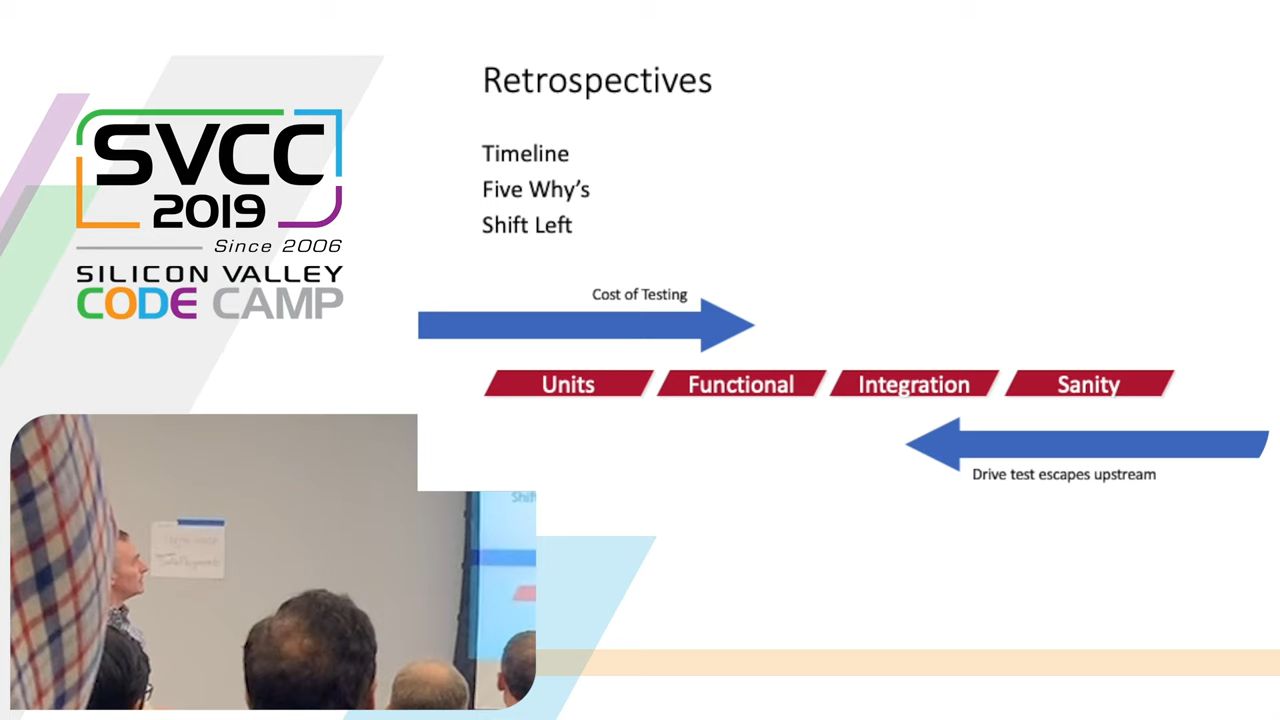 SVCC
2019
Since 2006
SILICON VALLEY
CODE CAMP
Retrospectives
Timeline
Five Why's
Shift Left
Cost of Testing
Units
Functional
Integration
Sanity
Drive test escapes upstream
Shif